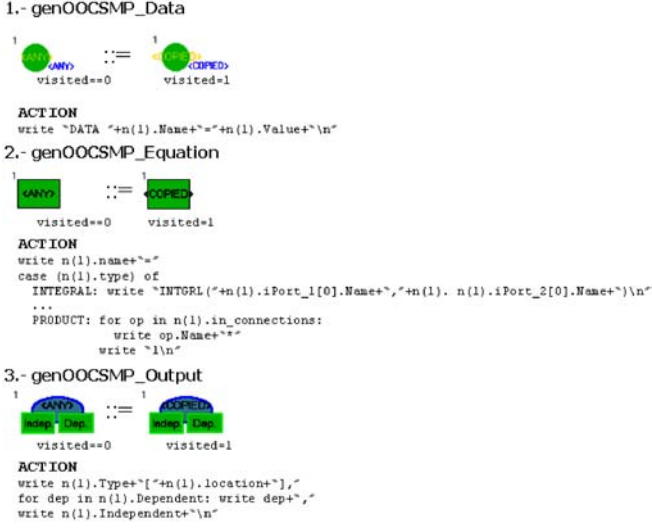 1.- genOOCSMP_Data
1 1
<ANY> <ANY> ::= <COPIED> <COPIED>
visited==0 visited=1
ACTION
write "DATA "+n(1).Name+"="+n(1).Value+"\n"
2.- genOOCSMP_Equation
1 1
<ANY> ::= <COPIED>
visited==0 visited=1
ACTION
write n(1).name+"="
case (n(1).type) of
INTEGRAL: write "INTGRL("+n(1).iPort_1[0].Name+","+n(1). n(1).iPort_2[0].Name+")\n"
...
PRODUCT: for op in n(1).in_connections:
write op.Name+"*"
write "1\n"
3.- genOOCSMP_Output
1 1
<ANY> ::= <COPIED>
Indep. Dep. Indep. Dep.
visited==0 visited=1
ACTION
write n(1).Type+"["+n(1).location+"],"
for dep in n(1).Dependent: write dep+","
write n(1).Independent+"\n"